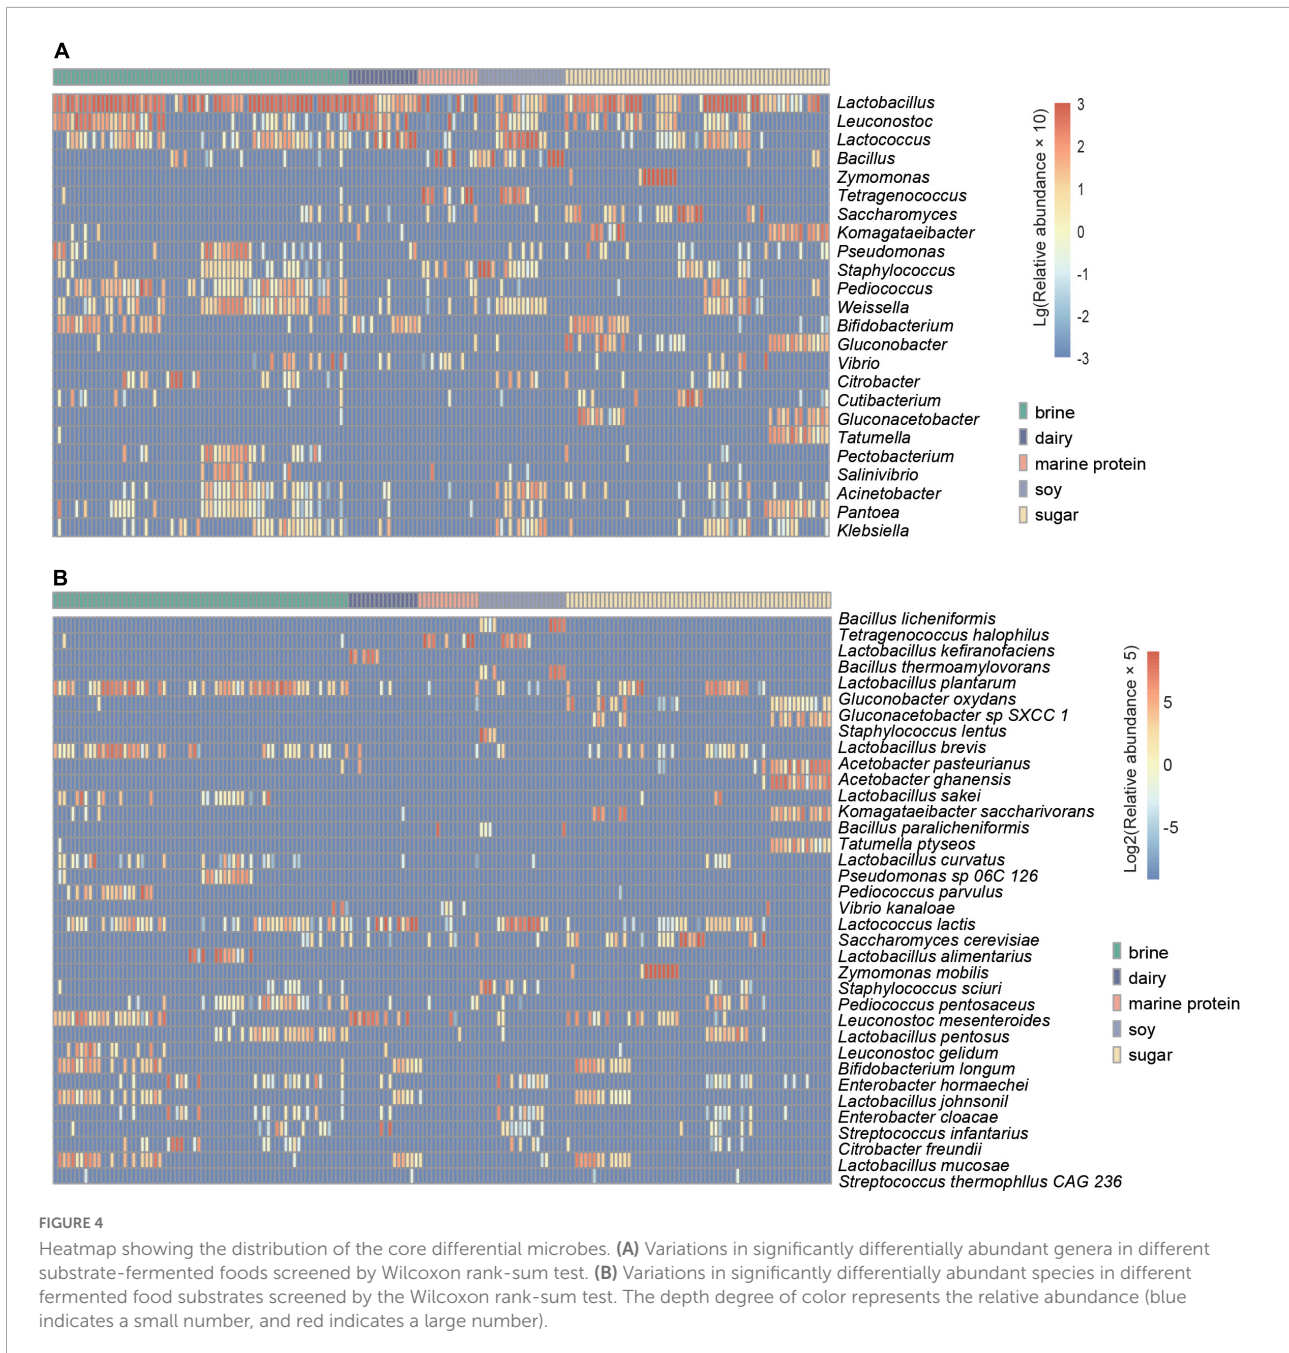 A
Lactobacillus
Leuconostoc
Lactococcus
Bacillus
Zymomonas
Tetragenococcus
Saccharomyces
Komagataeibacter
Pseudomonas
Staphylococcus
Pediococcus
Weissella
Bifidobacterium
Gluconobacter
Vibrio
Citrobacter
Cutibacterium
Gluconacetobacter
Tatumella
Pectobacterium
Salinivibrio
Acinetobacter
Pantoea
Klebsiella
Lg(Relative abundance × 10)
3
2
1
0
-1
-2
-3
brine
dairy
marine protein
soy
sugar
B
Bacillus licheniformis
Tetragenococcus halophilus
Lactobacillus kefiranofaciens
Bacillus thermoamylovorans
Lactobacillus plantarum
Gluconobacter oxydans
Gluconacetobacter sp SXCC 1
Staphylococcus lentus
Lactobacillus brevis
Acetobacter pasteurianus
Acetobacter ghanensis
Lactobacillus sakei
Komagataeibacter saccharivorans
Bacillus paralicheniformis
Tatumella ptyseos
Lactobacillus curvatus
Pseudomonas sp 06C 126
Pediococcus parvulus
Vibrio kanaloae
Lactococcus lactis
Saccharomyces cerevisiae
Lactobacillus alimentarius
Zymomonas mobilis
Staphylococcus sciuri
Pediococcus pentosaceus
Leuconostoc mesenteroides
Lactobacillus pentosus
Leuconostoc gelidum
Bifidobacterium longum
Enterobacter hormaechei
Lactobacillus johnsonil
Enterobacter cloacae
Streptococcus infantarius
Citrobacter freundii
Lactobacillus mucosae
Streptococcus thermophllus CAG 236
Log2(Relative abundance × 5)
5
0
-5
brine
dairy
marine protein
soy
sugar
FIGURE 4
Heatmap showing the distribution of the core differential microbes. (A) Variations in significantly differentially abundant genera in different
substrate-fermented foods screened by Wilcoxon rank-sum test. (B) Variations in significantly differentially abundant species in different
fermented food substrates screened by the Wilcoxon rank-sum test. The depth degree of color represents the relative abundance (blue
indicates a small number, and red indicates a large number).